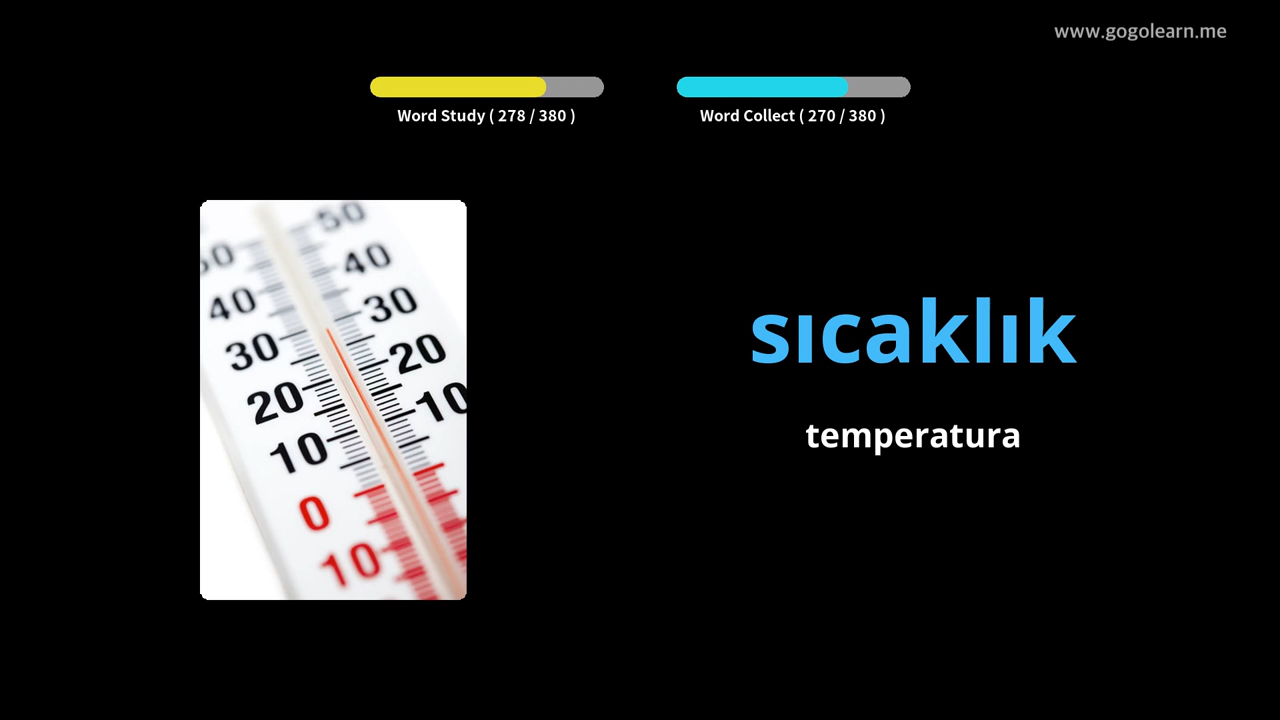 www.gogolearn.me
Word Study ( 278 / 380 )
Word Collect ( 270 / 380 )
sıcaklık
temperatura
50
50
40
40
30
30
20
20
10
10
0
10